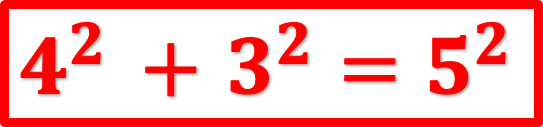 4² + 3² = 5²